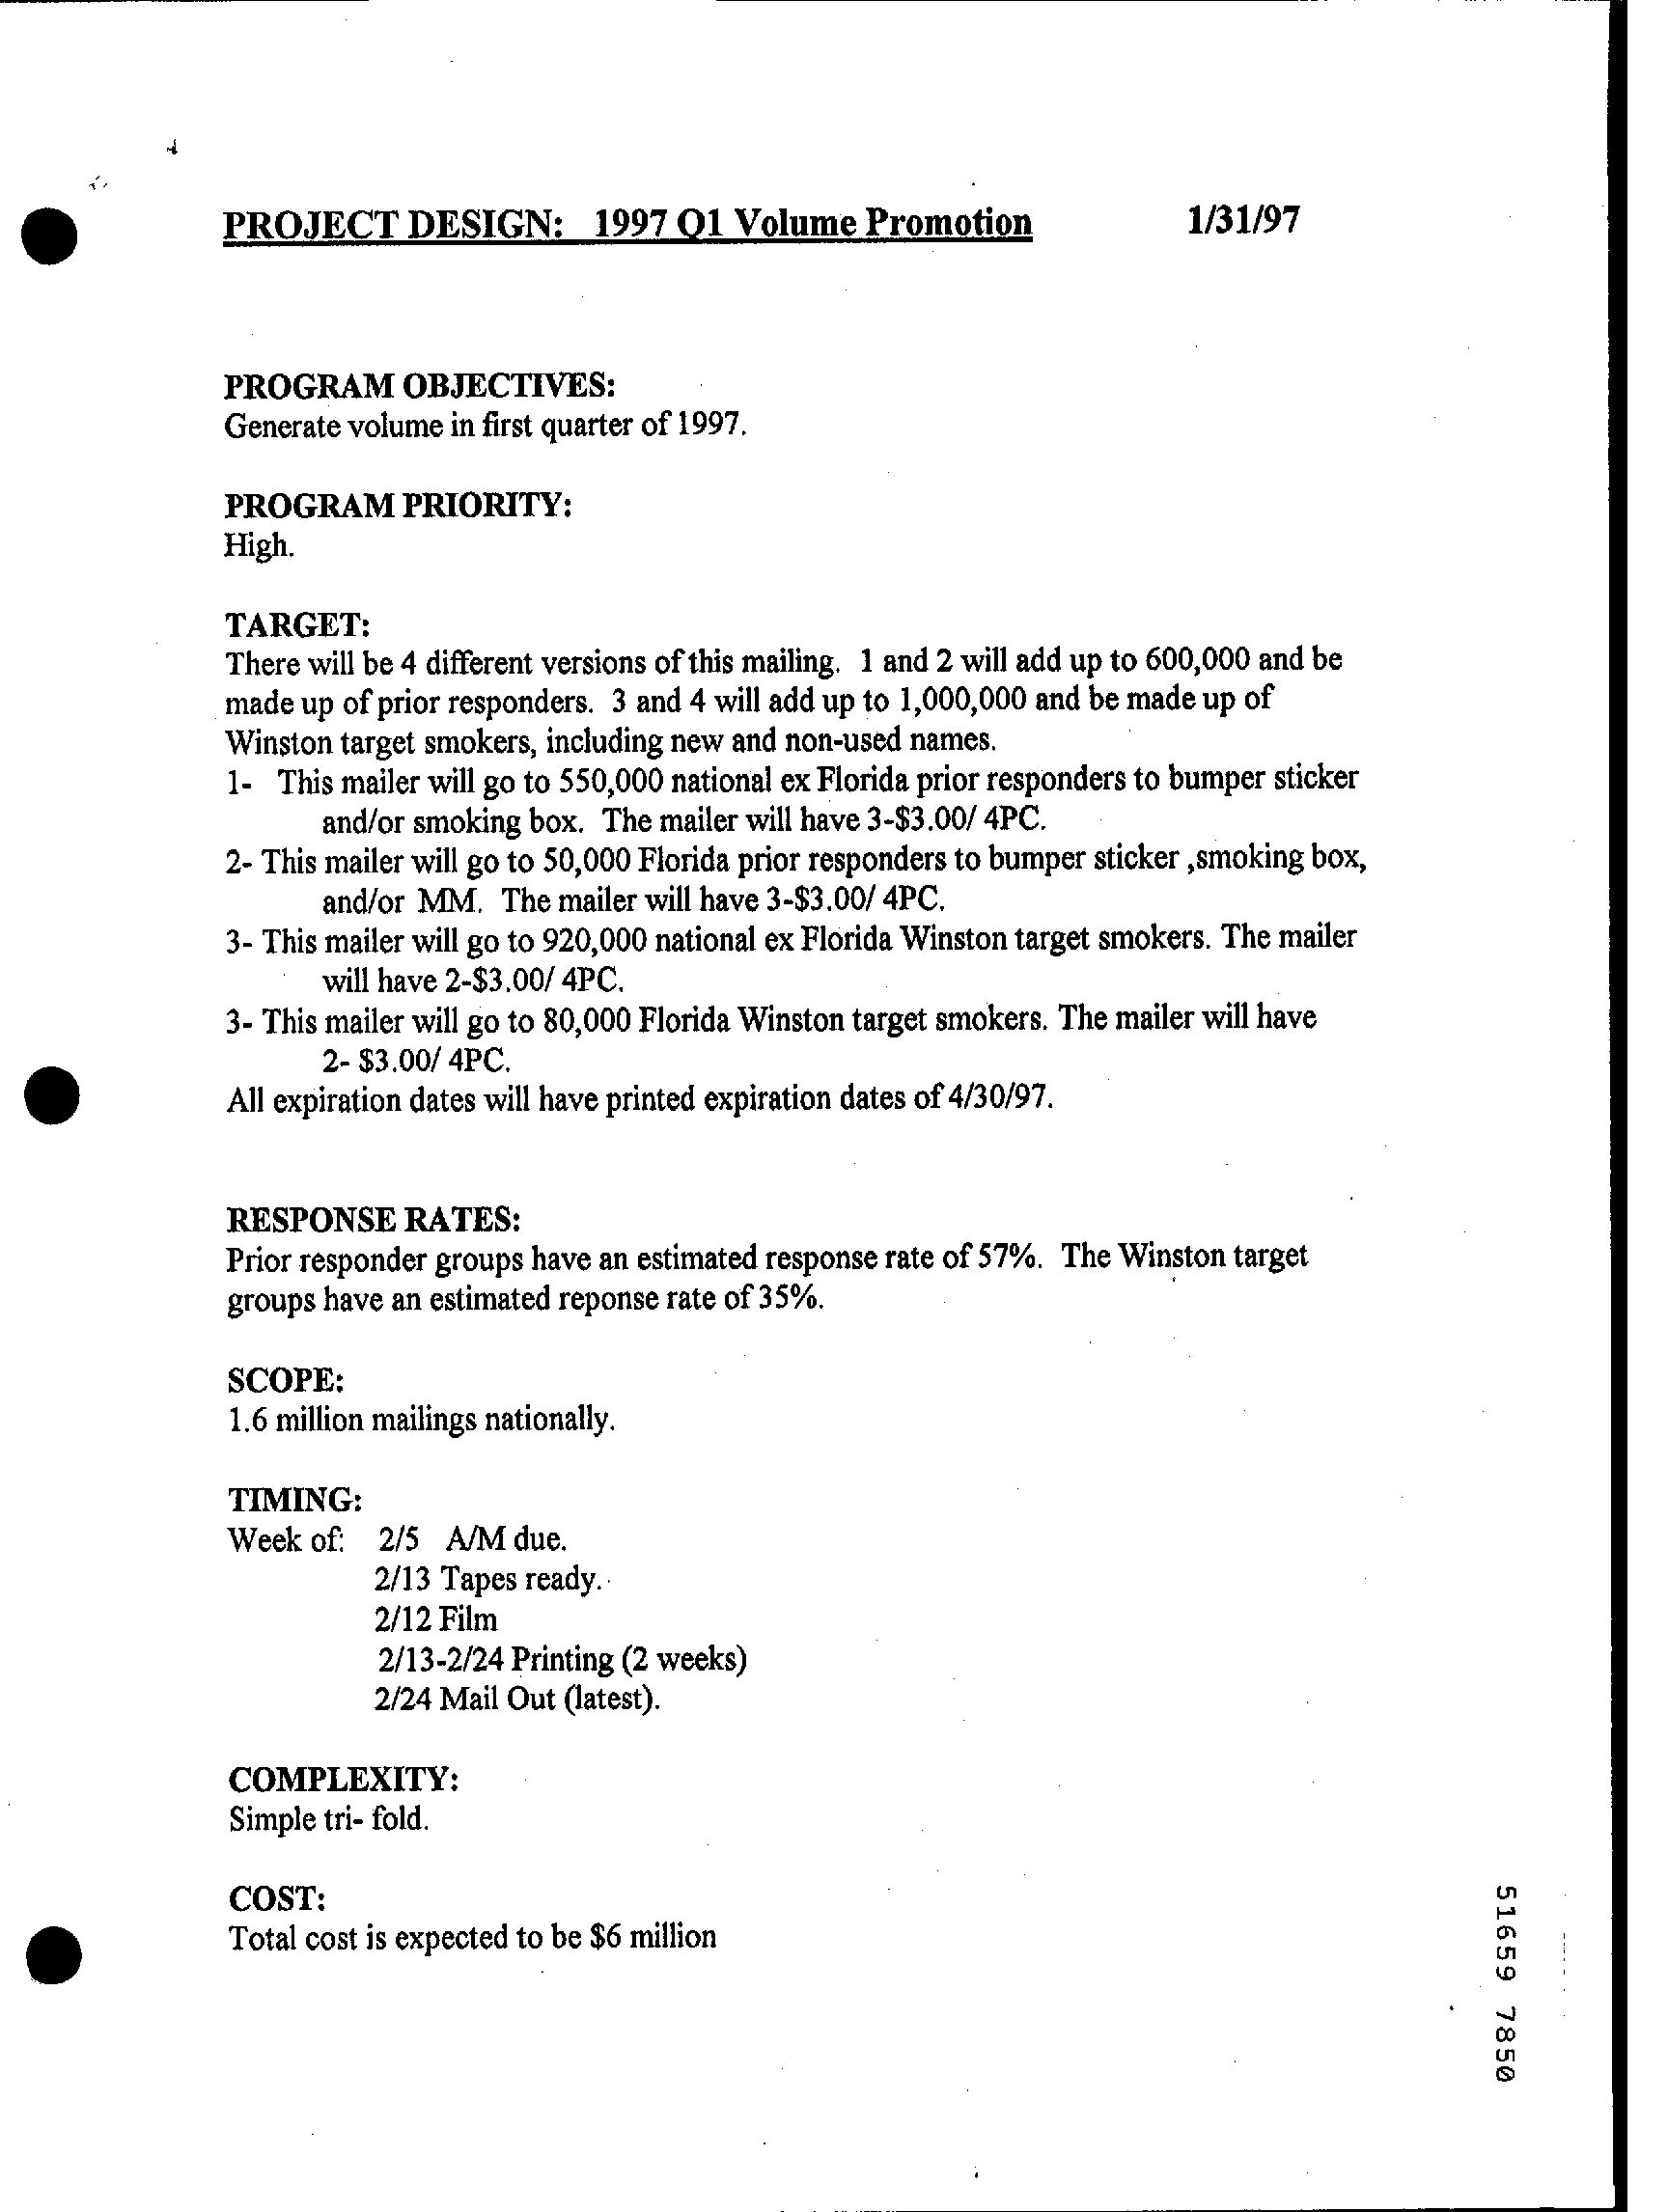 PROJECT DESIGN: 1997 Q1 Volume Promotion 1/31/97
PROGRAM OBJECTIVES:
Generate volume in first quarter of 1997.
PROGRAM PRIORITY:
High.
TARGET:
There will be 4 different versions of this mailing. 1 and 2 will add up to 600,000 and be
made up of prior responders. 3 and 4 will add up to 1,000,000 and be made up of
Winston target smokers, including new and non-used names.
1- This mailer will go to 550,000 national ex Florida prior responders to bumper sticker
and/or smoking box. The mailer will have 3-$3.00/ 4PC.
2- This mailer will go to 50,000 Florida prior responders to bumper sticker ,smoking box,
and/or MM. The mailer will have 3-$3.00/ 4PC.
3- This mailer will go to 920,000 national ex Florida Winston target smokers. The mailer
will have 2-$3.00/ 4PC.
3- This mailer will go to 80,000 Florida Winston target smokers. The mailer will have
2- $3.00/ 4PC.
All expiration dates will have printed expiration dates of 4/30/97.
RESPONSE RATES:
Prior responder groups have an estimated response rate of 57%. The Winston target
groups have an estimated reponse rate of 35%.
SCOPE:
1.6 million mailings nationally.
TIMING:
Week of: 2/5 A/M due.
2/13 Tapes ready.
2/12 Film
2/13-2/24 Printing (2 weeks)
2/24 Mail Out (latest).
COMPLEXITY:
Simple tri- fold.
COST:
Total cost is expected to be $6 million
51659 7850